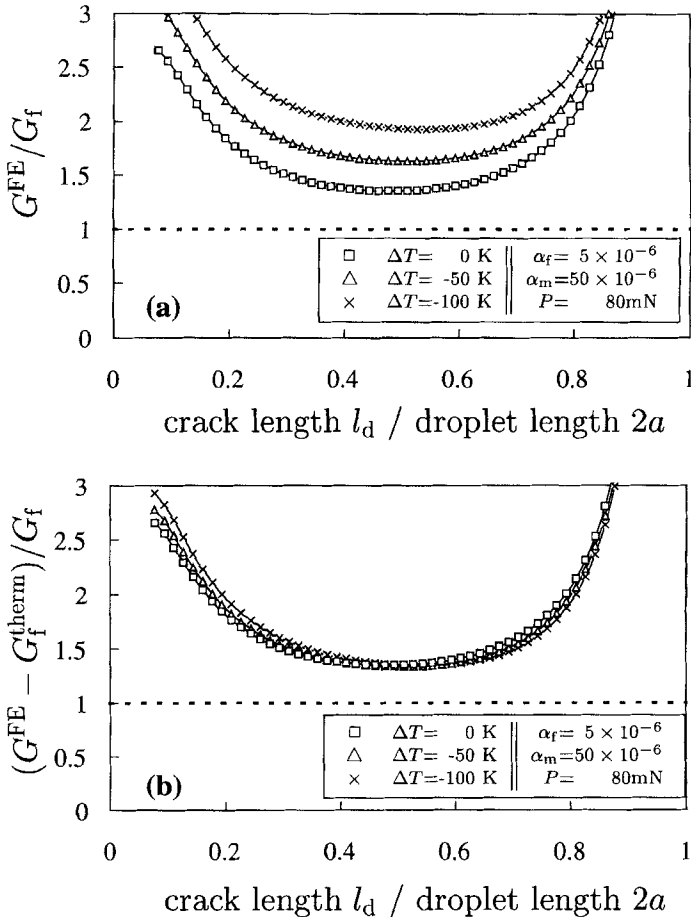 3
2.5
2
1.5
1
0.5
0
G^FE/G_f
□ ΔT= 0 K α_f= 5 × 10^-6
△ ΔT= -50 K α_m=50 × 10^-6
× ΔT=-100 K P= 80mN
(a)
0 0.2 0.4 0.6 0.8 1
crack length l_d / droplet length 2a
3
2.5
2
1.5
1
0.5
0
(G^FE − G_f^therm)/G_f
□ ΔT= 0 K α_f= 5 × 10^-6
△ ΔT= -50 K α_m=50 × 10^-6
× ΔT=-100 K P= 80mN
(b)
0 0.2 0.4 0.6 0.8 1
crack length l_d / droplet length 2a